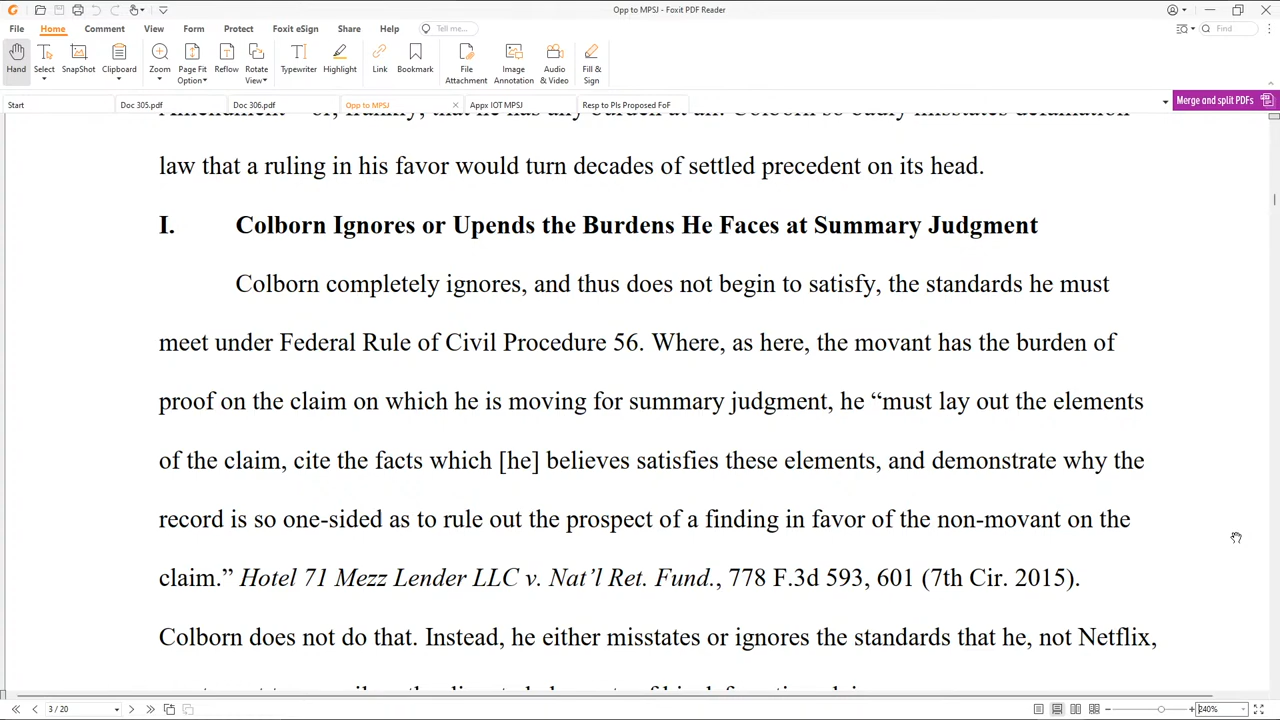 Opp to MPSJ - Foxit PDF Reader
File Home Comment View Form Protect Foxit eSign Share Help Tell me... Find
Hand Select SnapShot Clipboard Zoom Page Fit Option Reflow Rotate View Typewriter Highlight Link Bookmark File Attachment Image Annotation Audio & Video Fill & Sign
Start Doc 305.pdf Doc 306.pdf Opp to MPSJ Appx IOT MPSJ Resp to Pls Proposed FoF Merge and split PDFs
law that a ruling in his favor would turn decades of settled precedent on its head.
I. Colborn Ignores or Upends the Burdens He Faces at Summary Judgment
Colborn completely ignores, and thus does not begin to satisfy, the standards he must
meet under Federal Rule of Civil Procedure 56. Where, as here, the movant has the burden of
proof on the claim on which he is moving for summary judgment, he “must lay out the elements
of the claim, cite the facts which [he] believes satisfies these elements, and demonstrate why the
record is so one-sided as to rule out the prospect of a finding in favor of the non-movant on the
claim.” Hotel 71 Mezz Lender LLC v. Nat’l Ret. Fund., 778 F.3d 593, 601 (7th Cir. 2015).
Colborn does not do that. Instead, he either misstates or ignores the standards that he, not Netflix,
3 / 20 240%